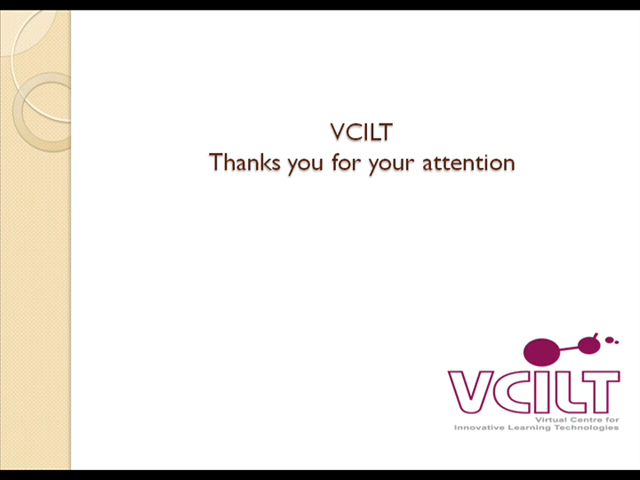 VCILT
Thanks you for your attention
VCILT
Virtual Centre for
Innovative Learning Technologies